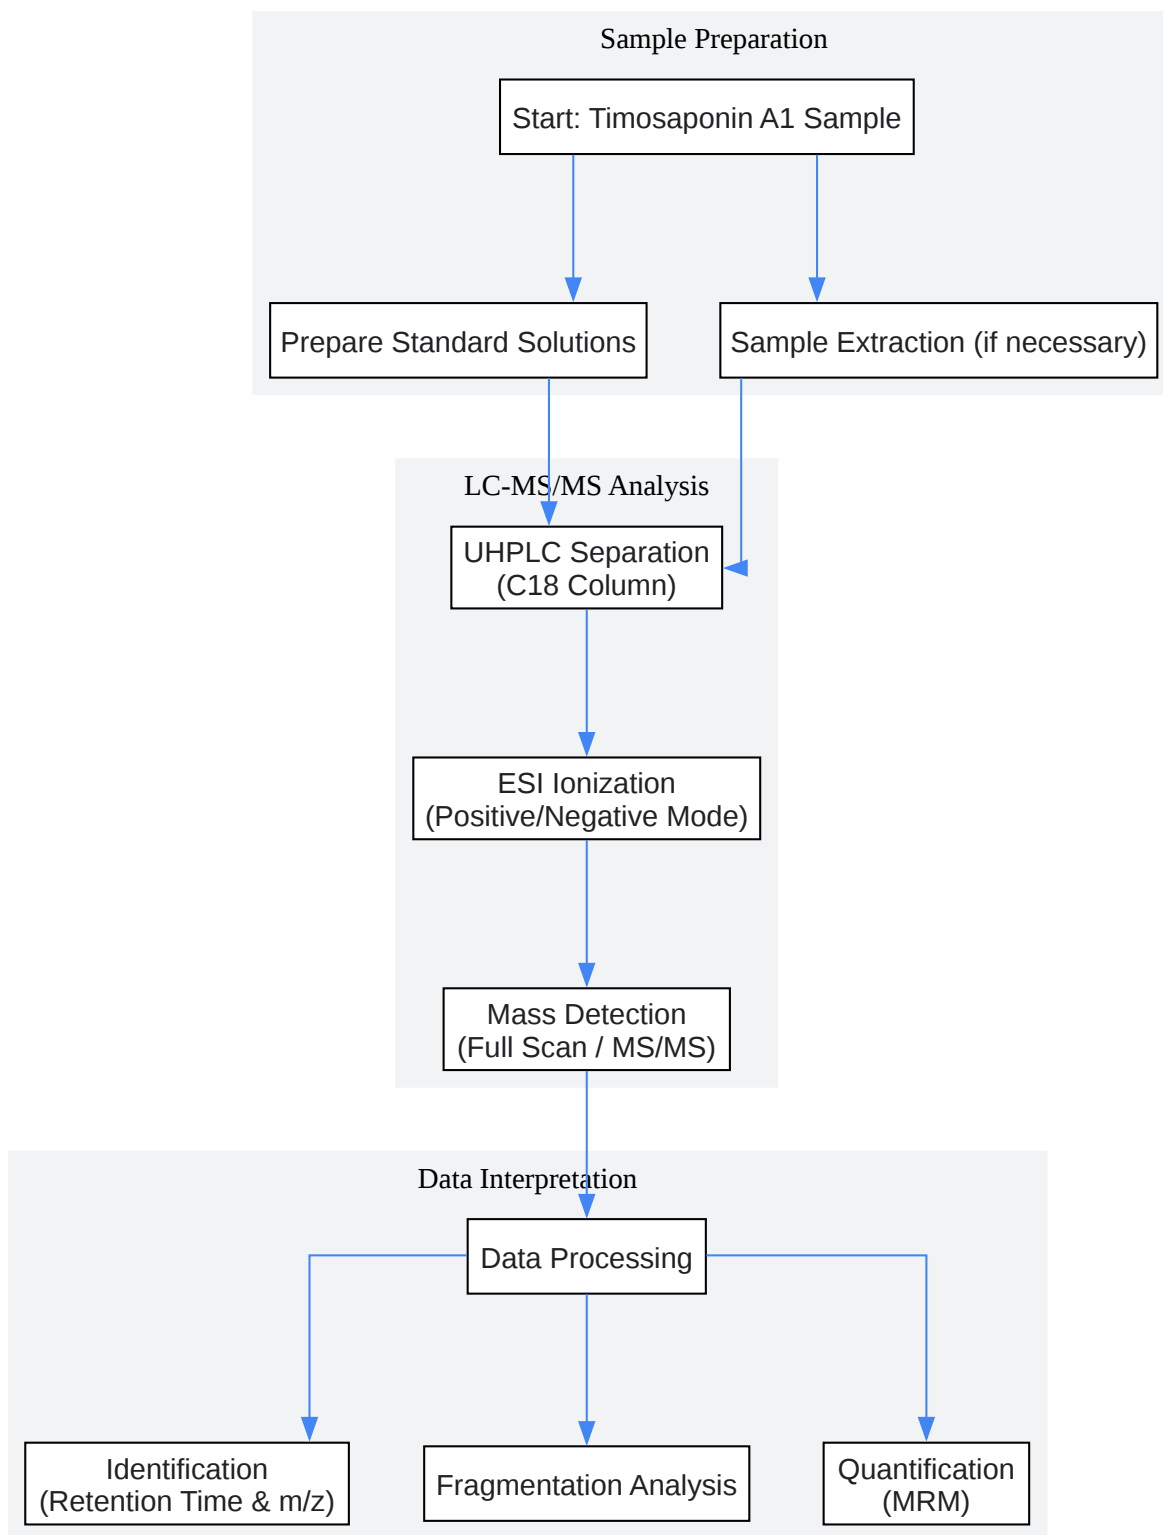 Sample Preparation
Start: Timosaponin A1 Sample
Prepare Standard Solutions
Sample Extraction (if necessary)
LC-MS/MS Analysis
UHPLC Separation
(C18 Column)
ESI Ionization
(Positive/Negative Mode)
Mass Detection
(Full Scan / MS/MS)
Data Interpretation
Data Processing
Identification
(Retention Time & m/z)
Fragmentation Analysis
Quantification
(MRM)